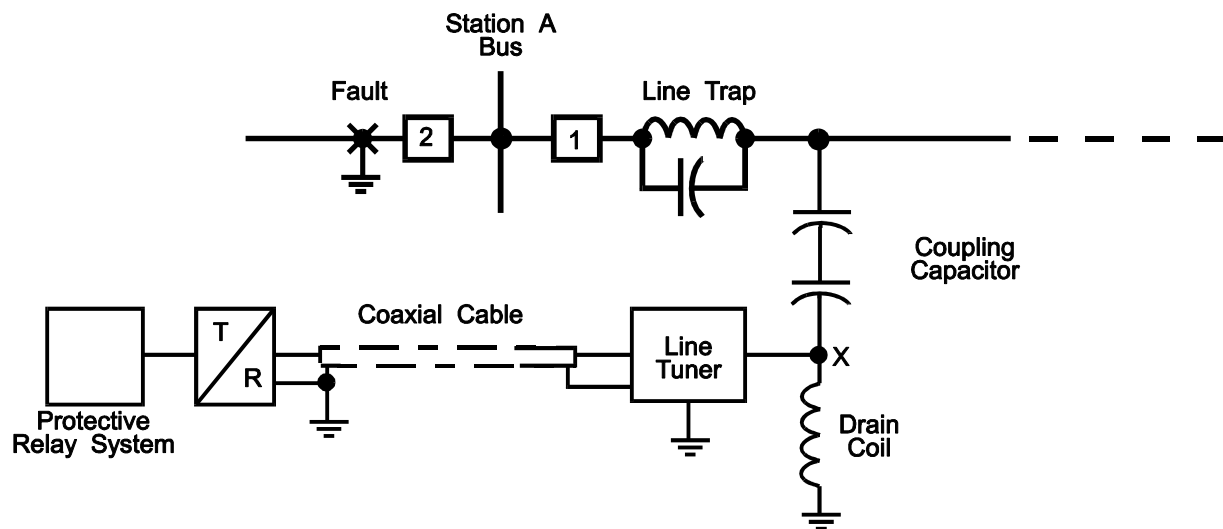 Station A
Bus
Fault
Line Trap
2
1
Coupling
Capacitor
Coaxial Cable
T
R
Line
Tuner
X
Protective
Relay System
Drain
Coil